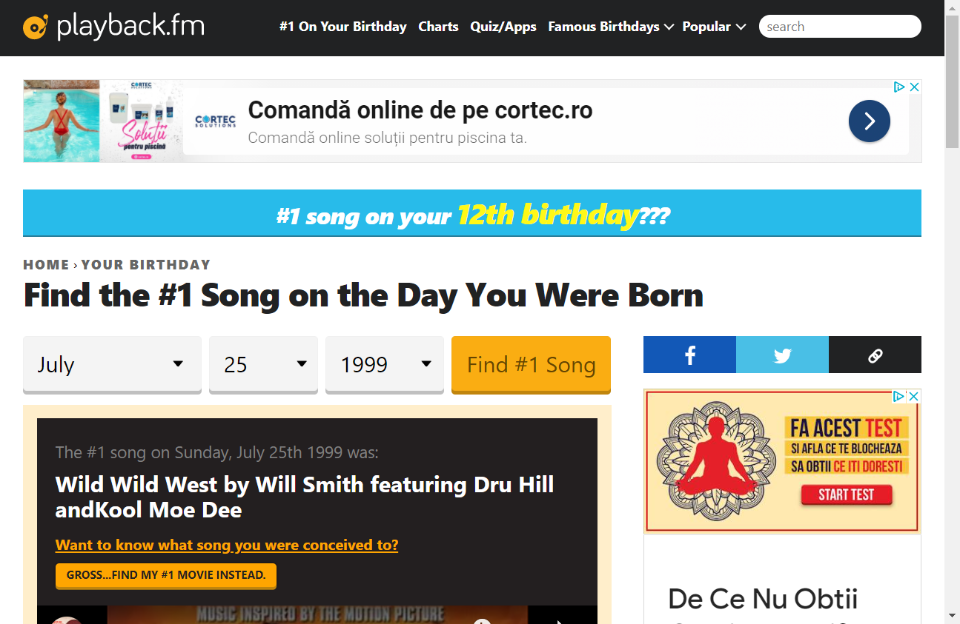 playback.fm
#1 On Your Birthday Charts Quiz/Apps Famous Birthdays Popular search
CORTEC
Soluții
pentru piscină
CORTEC
SOLUTIONS
Comandă online de pe cortec.ro
Comandă online soluții pentru piscina ta.
#1 song on your 12th birthday???
HOME › YOUR BIRTHDAY
Find the #1 Song on the Day You Were Born
July 25 1999 Find #1 Song
The #1 song on Sunday, July 25th 1999 was:
Wild Wild West by Will Smith featuring Dru Hill
andKool Moe Dee
Want to know what song you were conceived to?
GROSS...FIND MY #1 MOVIE INSTEAD.
MUSIC INSPIRED BY THE MOTION PICTURE
FA ACEST TEST
SI AFLA CE TE BLOCHEAZA
SA OBTII CE ITI DORESTI
START TEST
De Ce Nu Obtii